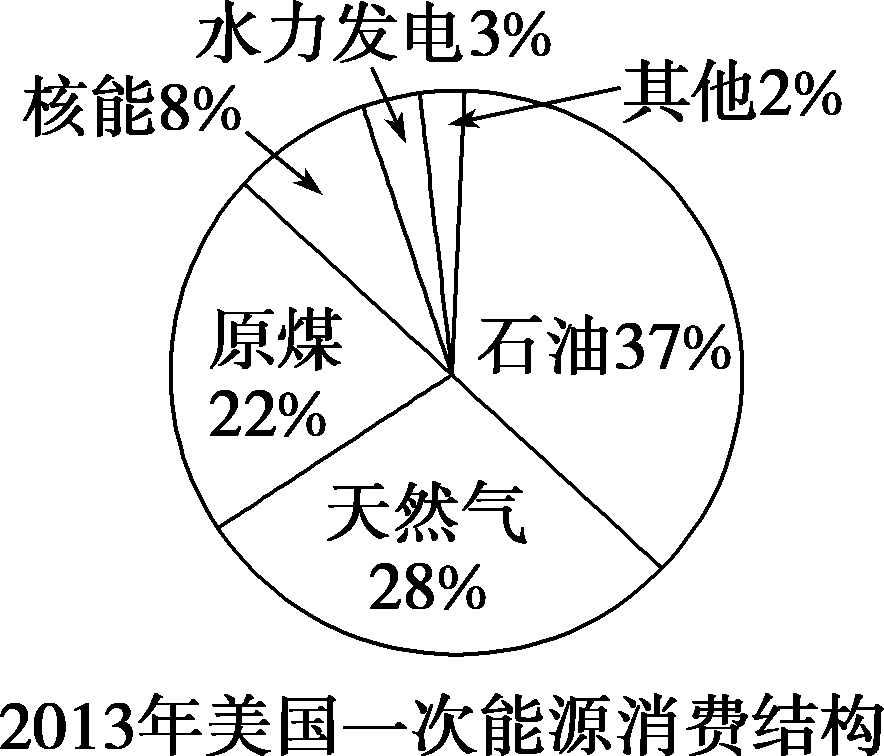 水力发电3%
核能8%
其他2%
原煤
22%
石油37%
天然气
28%
2013年美国一次能源消费结构